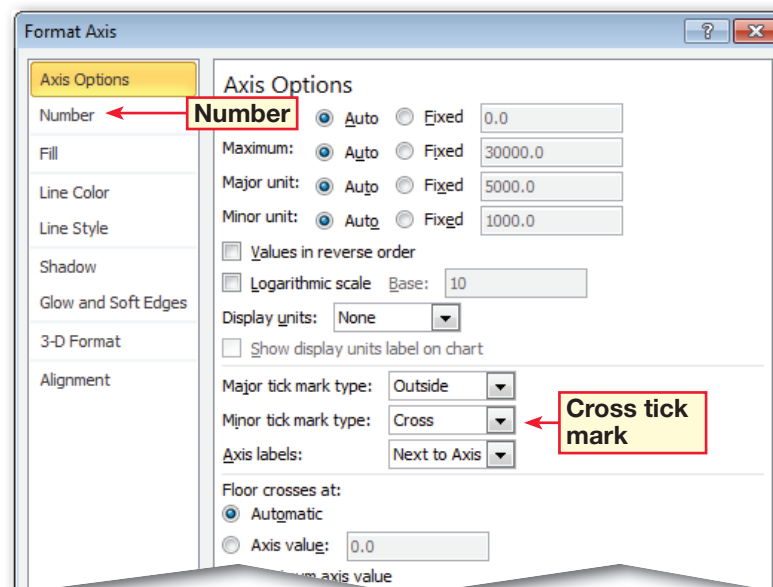 Format Axis
?
Axis Options
Number
Fill
Line Color
Line Style
Shadow
Glow and Soft Edges
3-D Format
Alignment
Number
Axis Options
Auto Fixed 0.0
Maximum: Auto Fixed 30000.0
Major unit: Auto Fixed 5000.0
Minor unit: Auto Fixed 1000.0
Values in reverse order
Logarithmic scale Base: 10
Display units: None
Show display units label on chart
Major tick mark type: Outside
Minor tick mark type: Cross
Cross tick
mark
Axis labels: Next to Axis
Floor crosses at:
Automatic
Axis value: 0.0
axis value